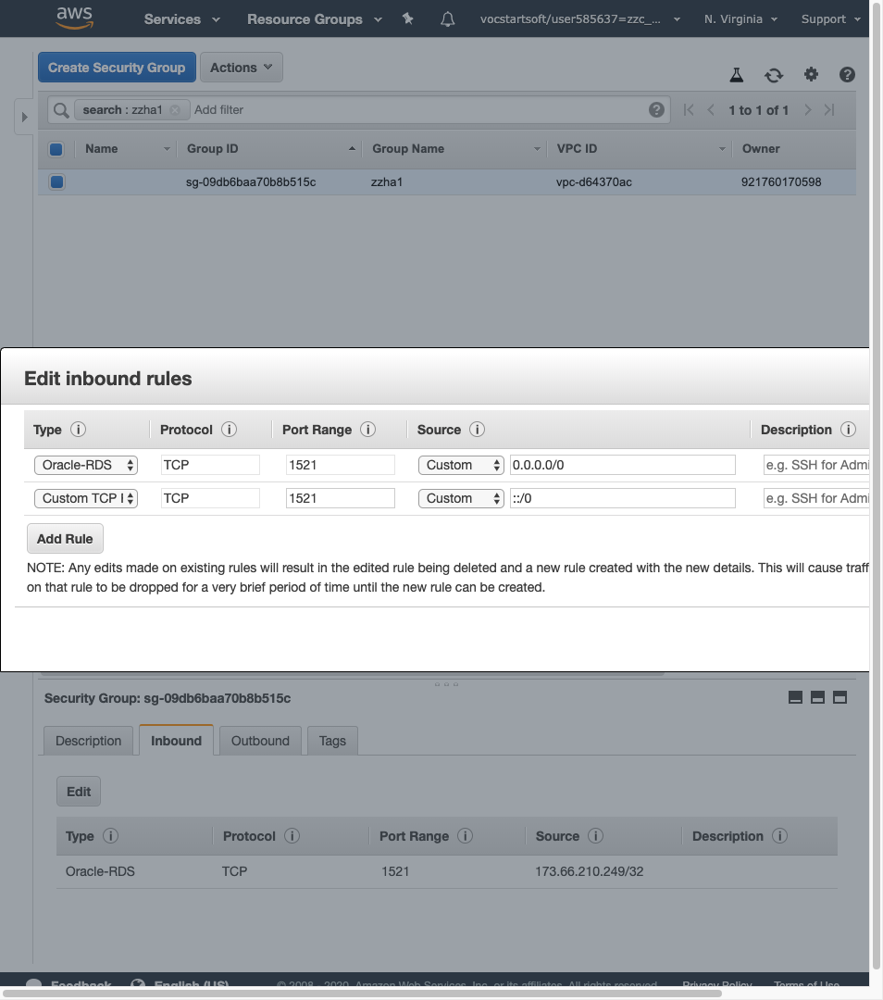 aws Services Resource Groups vocstartsoft/user585637=zzc_... N. Virginia Support
Create Security Group Actions
search : zzha1 Add filter 1 to 1 of 1
Name Group ID Group Name VPC ID Owner
sg-09db6baa70b8b515c zzha1 vpc-d64370ac 921760170598
Edit inbound rules
Type Protocol Port Range Source Description
Oracle-RDS TCP 1521 Custom 0.0.0.0/0 e.g. SSH for Admi
Custom TCP TCP 1521 Custom ::/0 e.g. SSH for Admi
Add Rule
NOTE: Any edits made on existing rules will result in the edited rule being deleted and a new rule created with the new details. This will cause traff
on that rule to be dropped for a very brief period of time until the new rule can be created.
Security Group: sg-09db6baa70b8b515c
Description Inbound Outbound Tags
Edit
Type Protocol Port Range Source Description
Oracle-RDS TCP 1521 173.66.210.249/32
Feedback English (US) © 2008 - 2020, Amazon Web Services, Inc. or its affiliates. All rights reserved. Privacy Policy Terms of Use